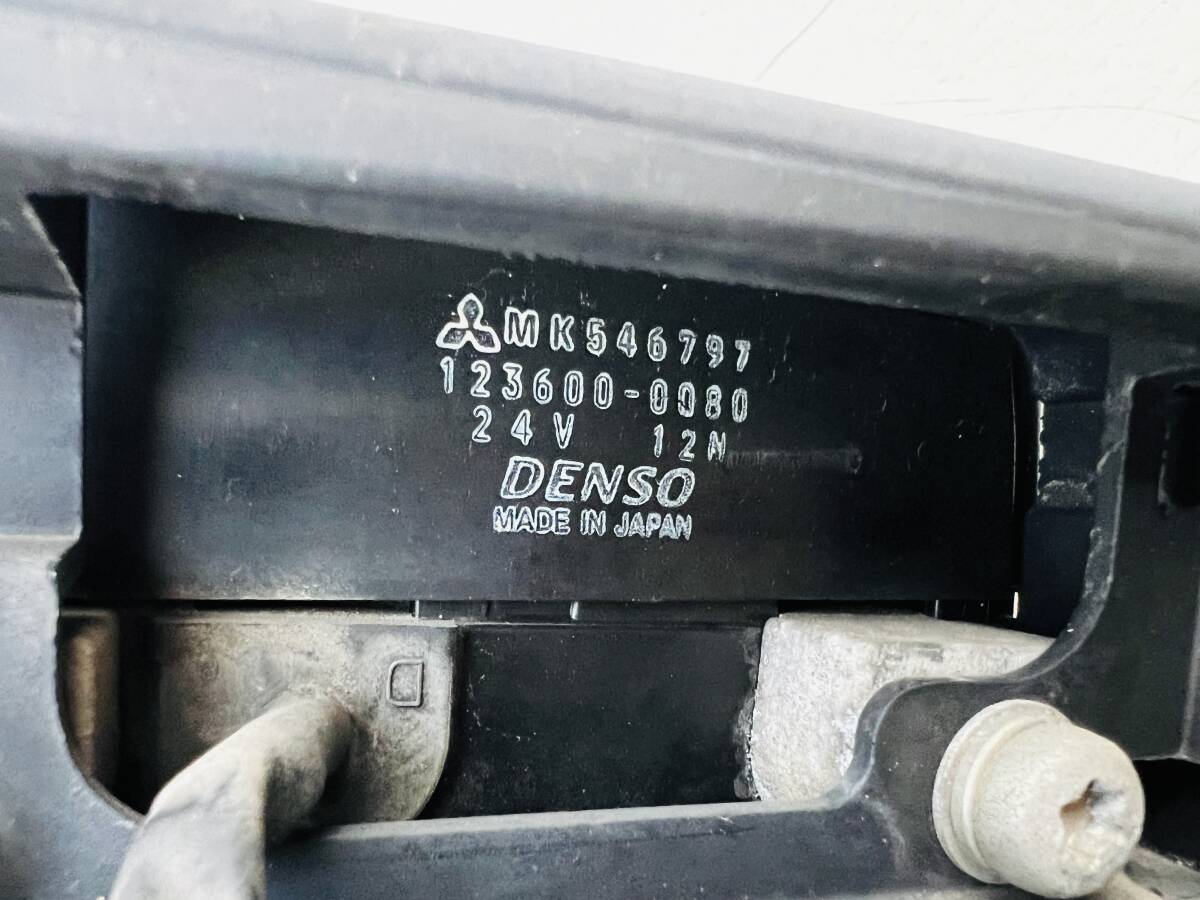 MK546797
123600-0080
24V 12N
DENSO
MADE IN JAPAN
D